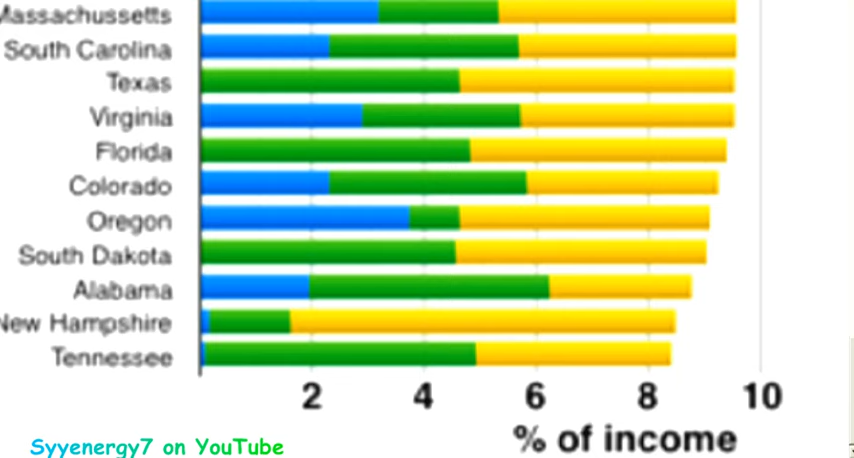 Massachussetts
South Carolina
Texas
Virginia
Florida
Colorado
Oregon
South Dakota
Alabama
New Hampshire
Tennessee
2 4 6 8 10
% of income
Syyenergy7 on YouTube